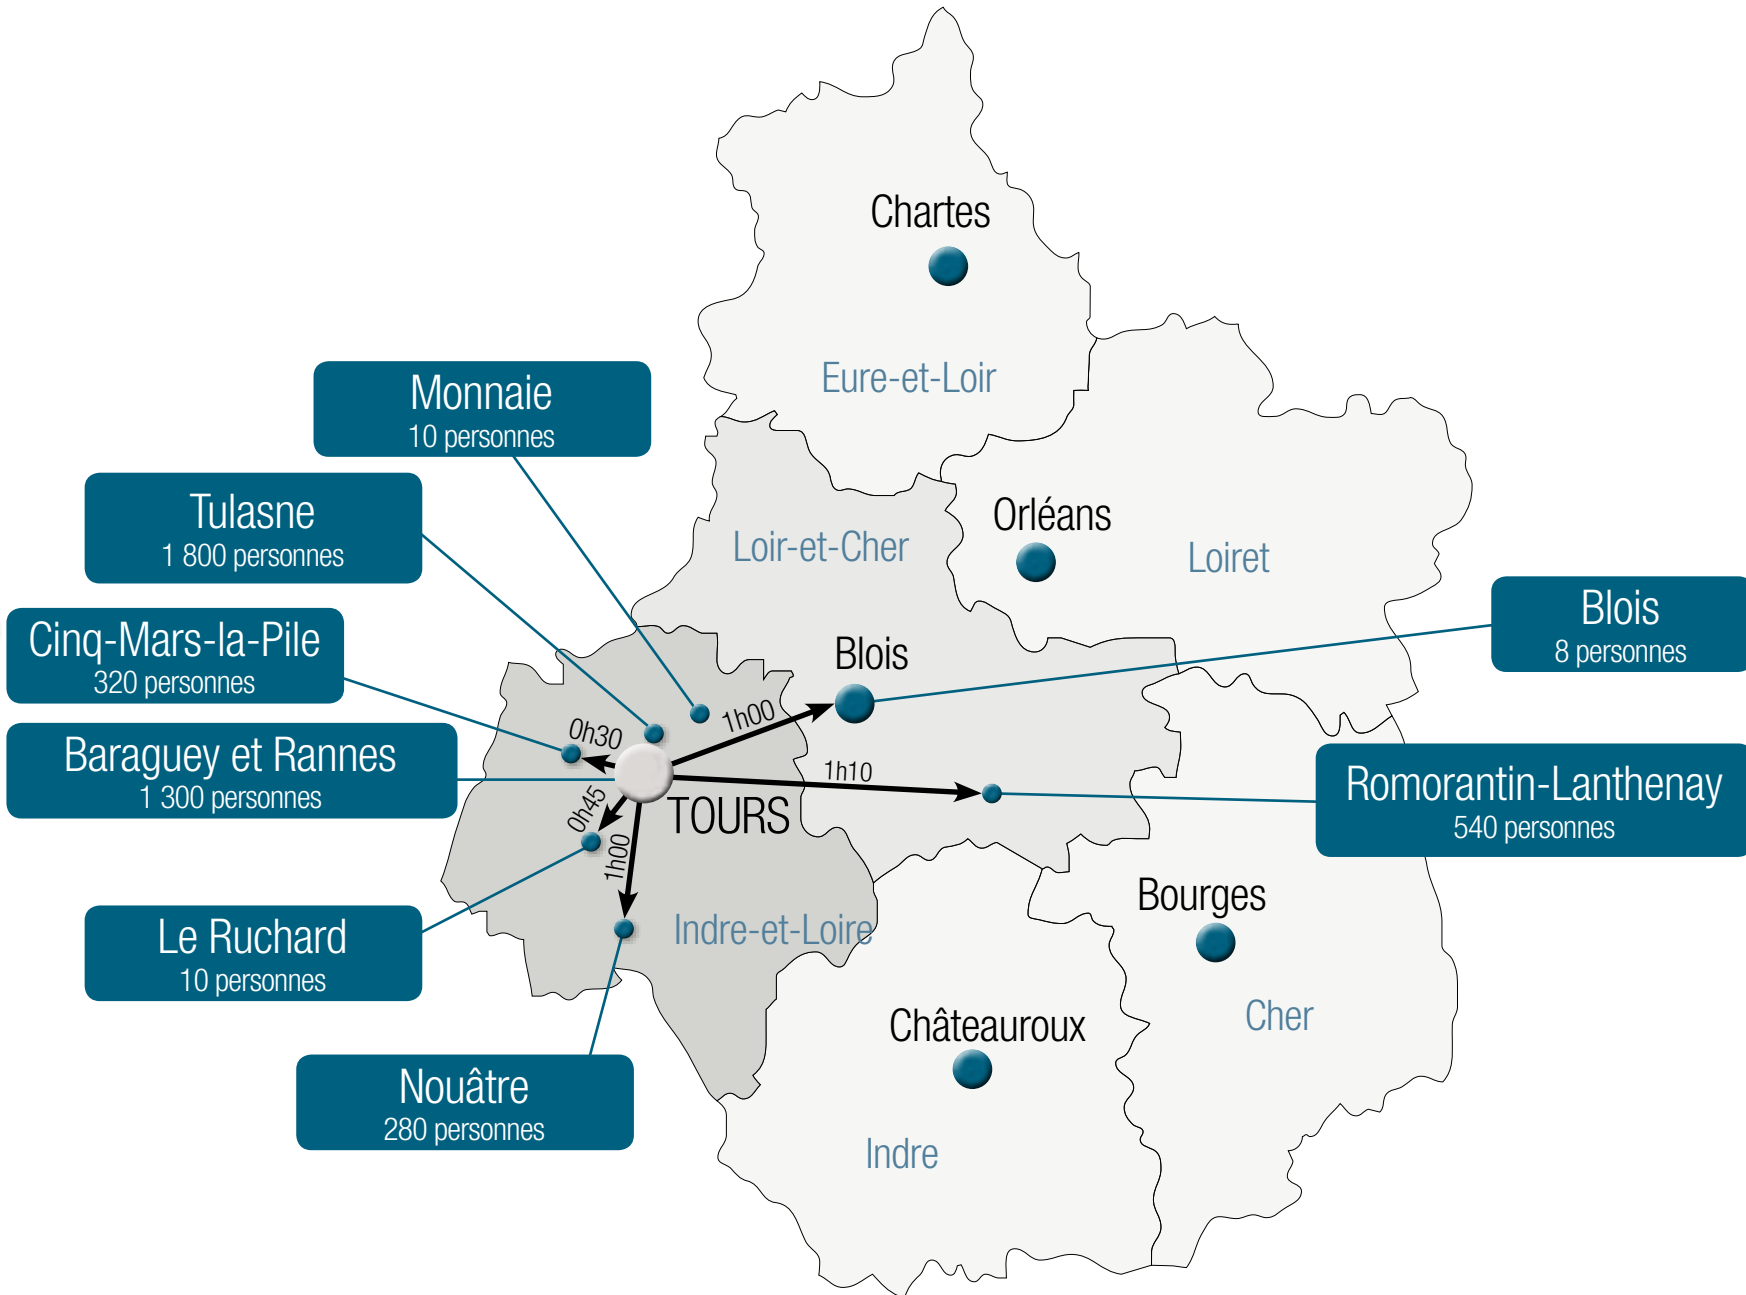 Chartes
Eure-et-Loir
Monnaie
10 personnes
Tulasne
1 800 personnes
Orléans
Loir-et-Cher
Loiret
Cinq-Mars-la-Pile
320 personnes
Blois
8 personnes
Blois
1h00
0h30
Baraguey et Rannes
1 300 personnes
1h10
Romorantin-Lanthenay
540 personnes
TOURS
0h45
1h00
Bourges
Le Ruchard
10 personnes
Indre-et-Loire
Châteauroux
Cher
Nouâtre
280 personnes
Indre